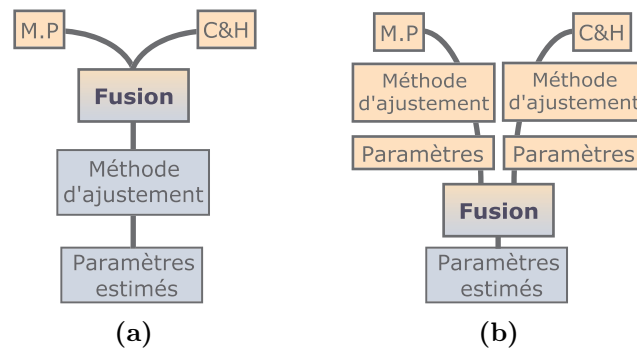 M.P
C&H
Fusion
Méthode
d'ajustement
Paramètres
estimés
(a)
M.P
C&H
Méthode
d'ajustement
Méthode
d'ajustement
Paramètres
Paramètres
Fusion
Paramètres
estimés
(b)